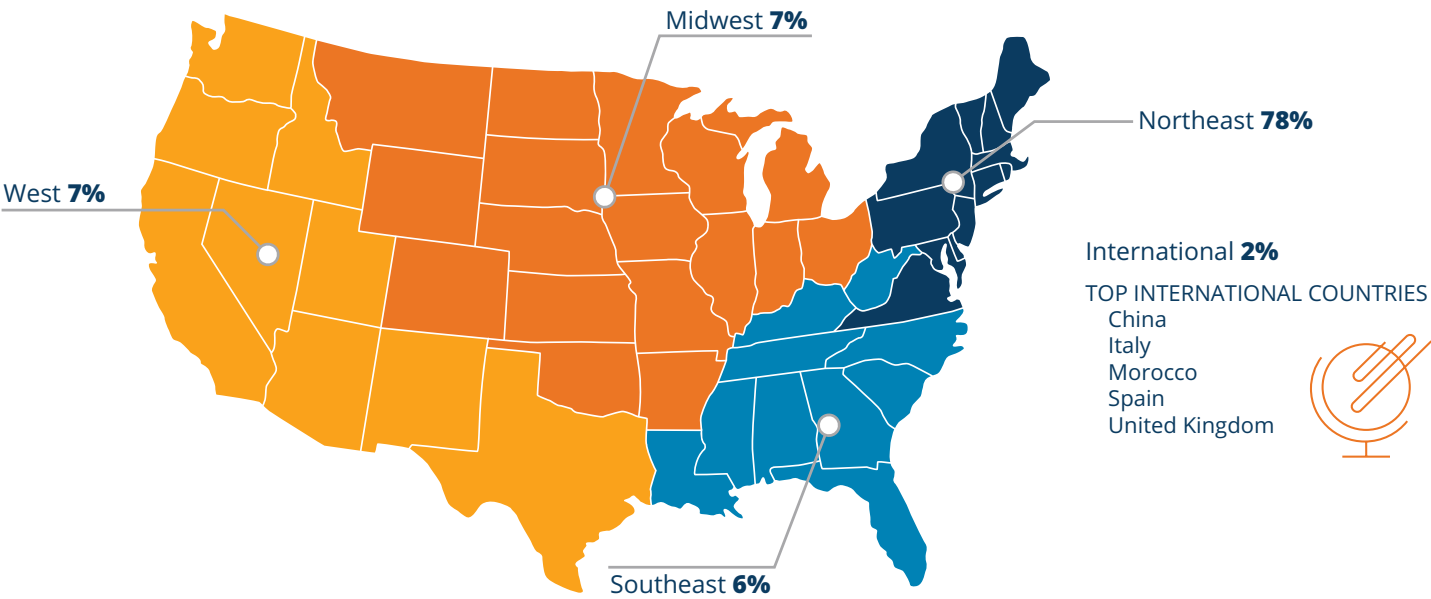 Midwest 7%
Northeast 78%
West 7%
International 2%
TOP INTERNATIONAL COUNTRIES
China
Italy
Morocco
Spain
United Kingdom
Southeast 6%